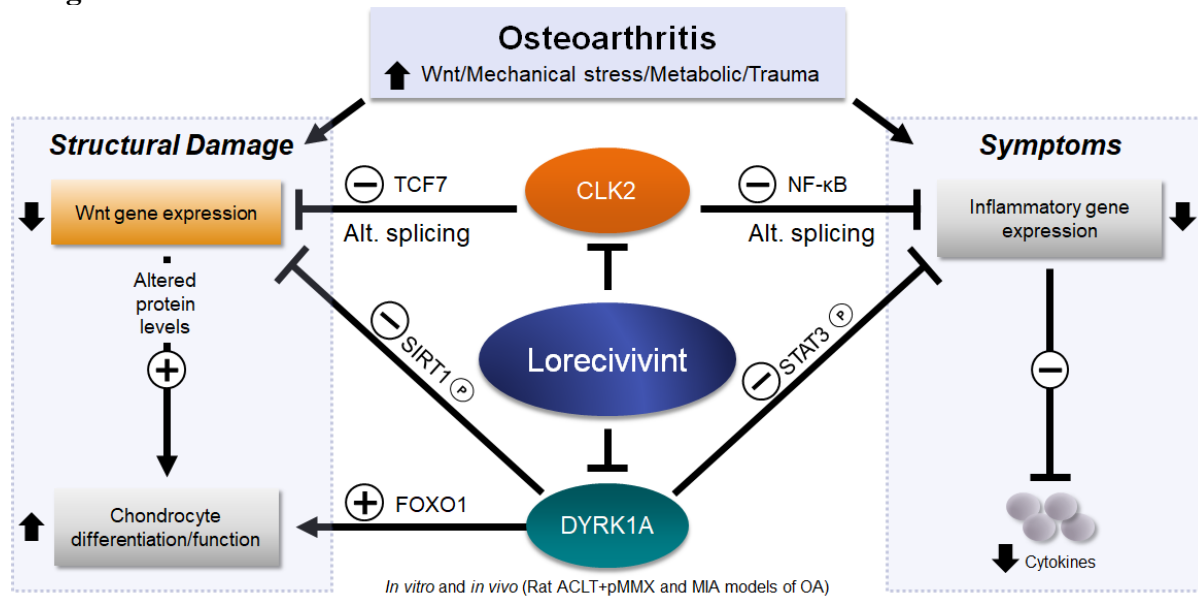 Osteoarthritis
Wnt/Mechanical stress/Metabolic/Trauma
Structural Damage
Symptoms
Wnt gene expression
− TCF7
Alt. splicing
CLK2
− NF-κB
Alt. splicing
Inflammatory gene
expression
Altered
protein
levels
+
− SIRT1 P
Lorecivivint
− STAT3 P
−
Chondrocyte
differentiation/function
+ FOXO1
DYRK1A
Cytokines
In vitro and in vivo (Rat ACLT+pMMX and MIA models of OA)